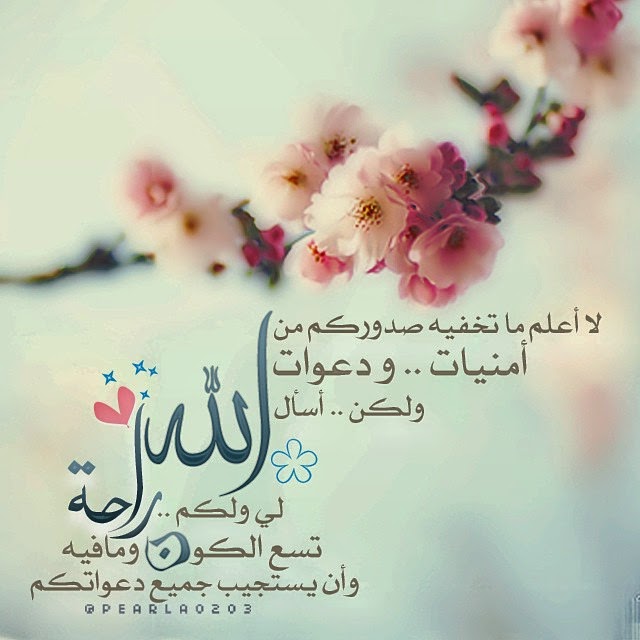 لا أعلم ما تخفيه صدوركم من
أمنيات .. و دعوات
ولكن .. أسأل
الله
لي ولكم .. راحة
تسع الكون ومافيه
وأن يستجيب جميع دعواتكم
@PEARLA0203